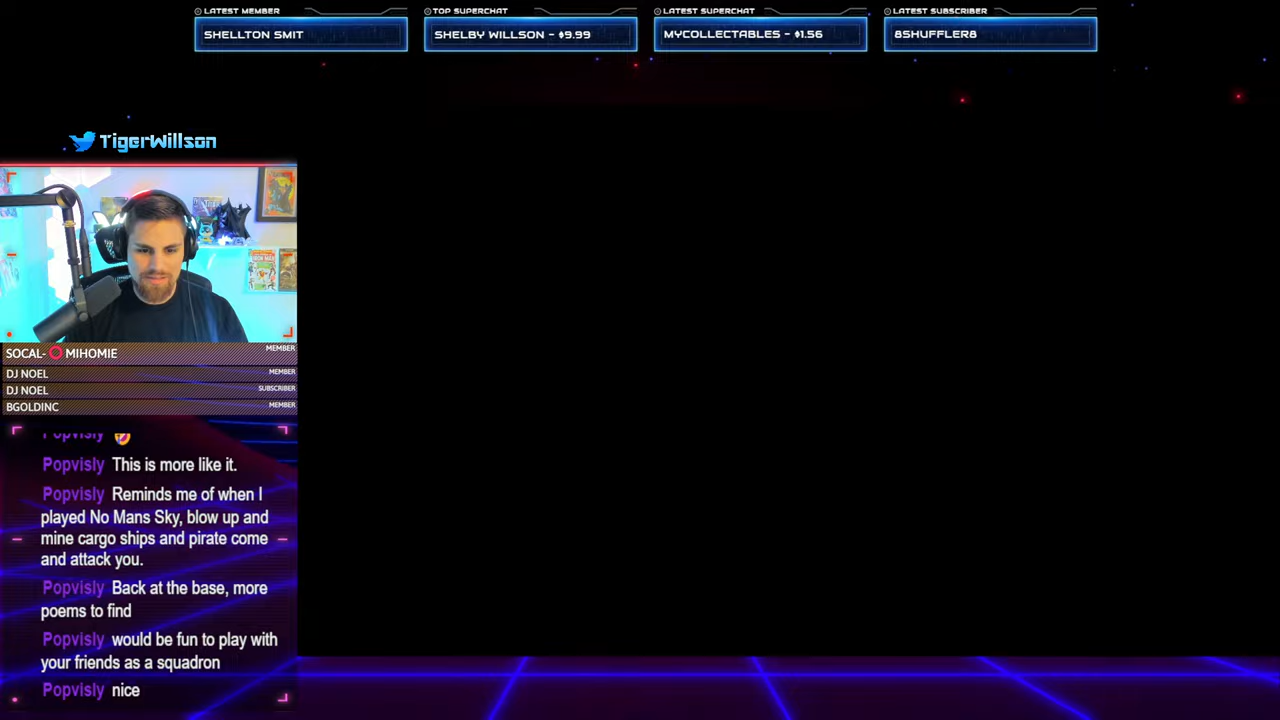 LATEST MEMBER
SHELLTON SMIT
TOP SUPERCHAT
SHELBY WILLSON - $9.99
LATEST SUPERCHAT
MYCOLLECTABLES - $1.56
LATEST SUBSCRIBER
8SHUFFLER8
TigerWillson
IRON MAN
SOCAL- ⭕ MIHOMIE MEMBER
DJ NOEL MEMBER
DJ NOEL SUBSCRIBER
BGOLDINC MEMBER
Popvisly 🤣
Popvisly This is more like it.
Popvisly Reminds me of when I
played No Mans Sky, blow up and
mine cargo ships and pirate come
and attack you.
Popvisly Back at the base, more
poems to find
Popvisly would be fun to play with
your friends as a squadron
Popvisly nice